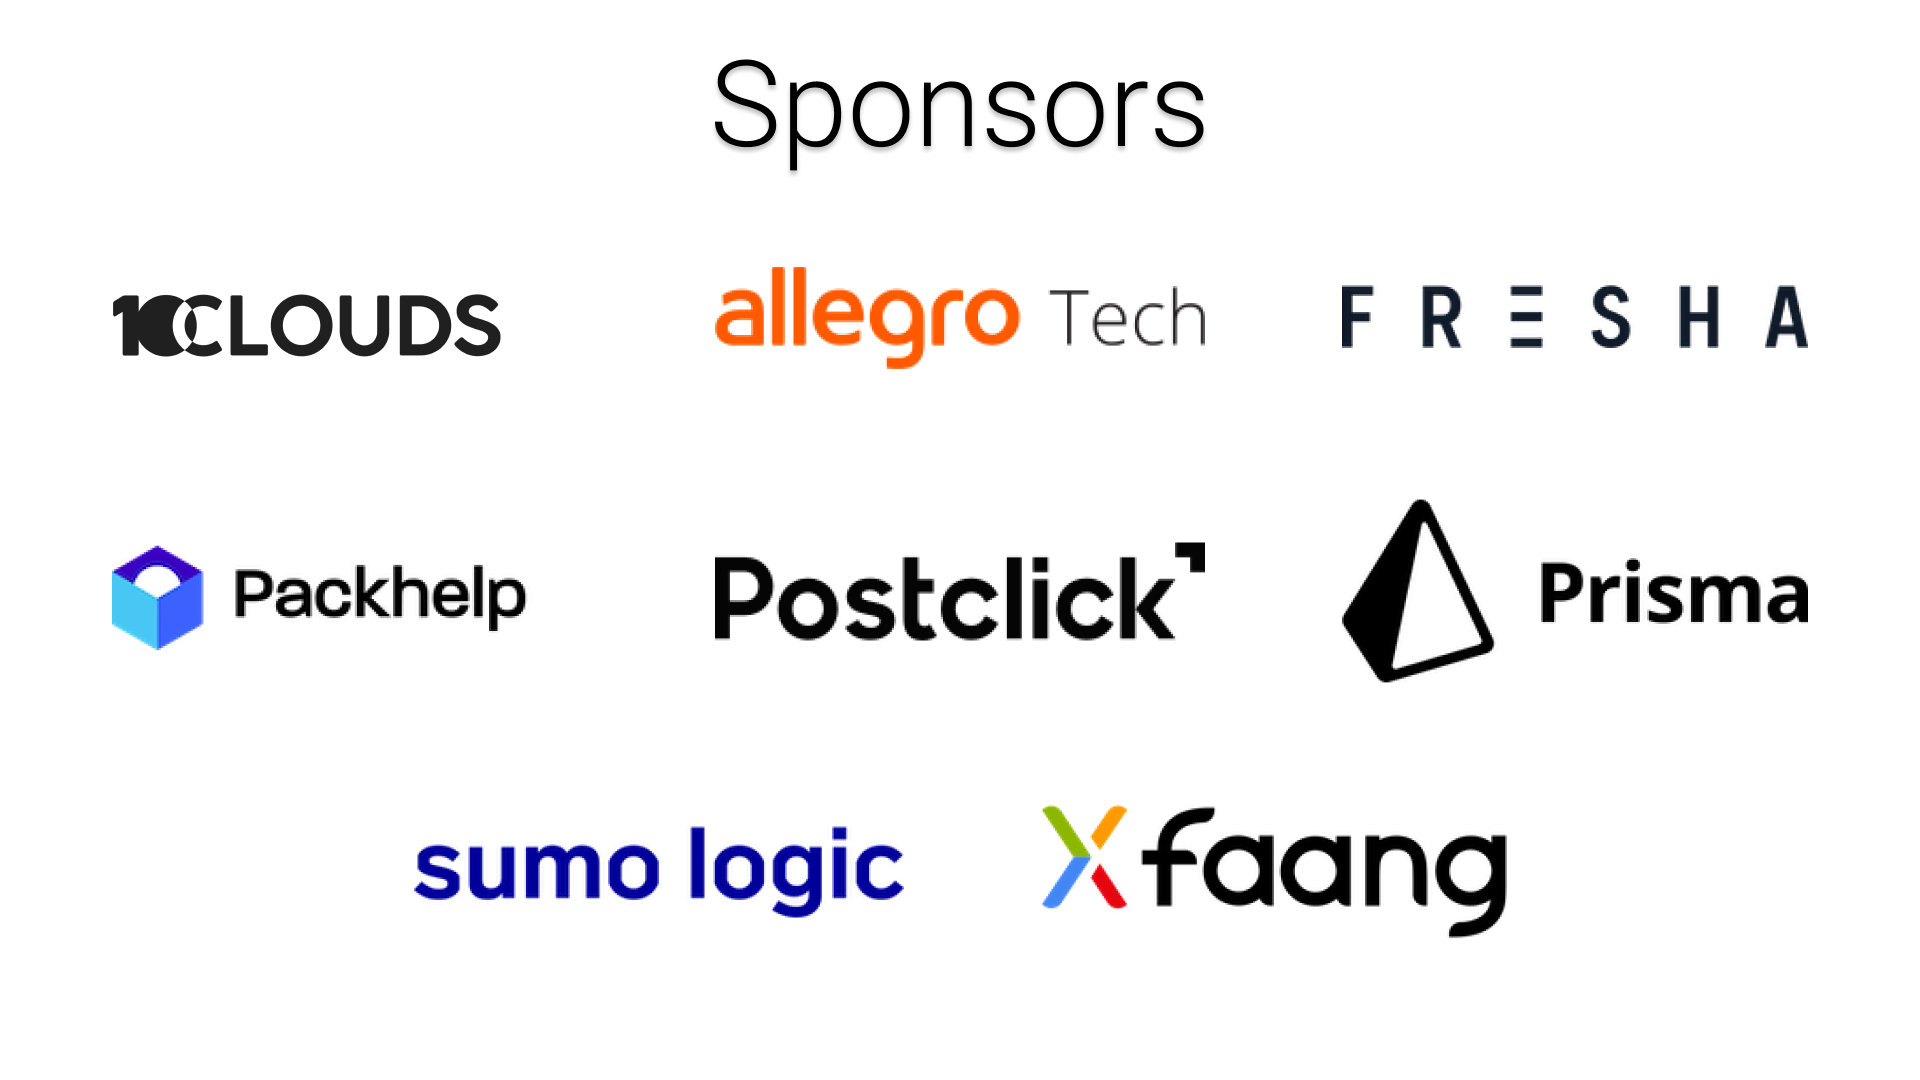 Sponsors
10CLOUDS
allegro Tech
FRESHA
Packhelp
Postclick
Prisma
sumo logic
Xfaang